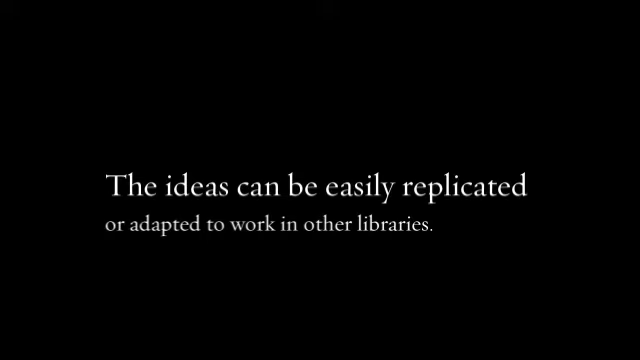 The ideas can be easily replicated
or adapted to work in other libraries.